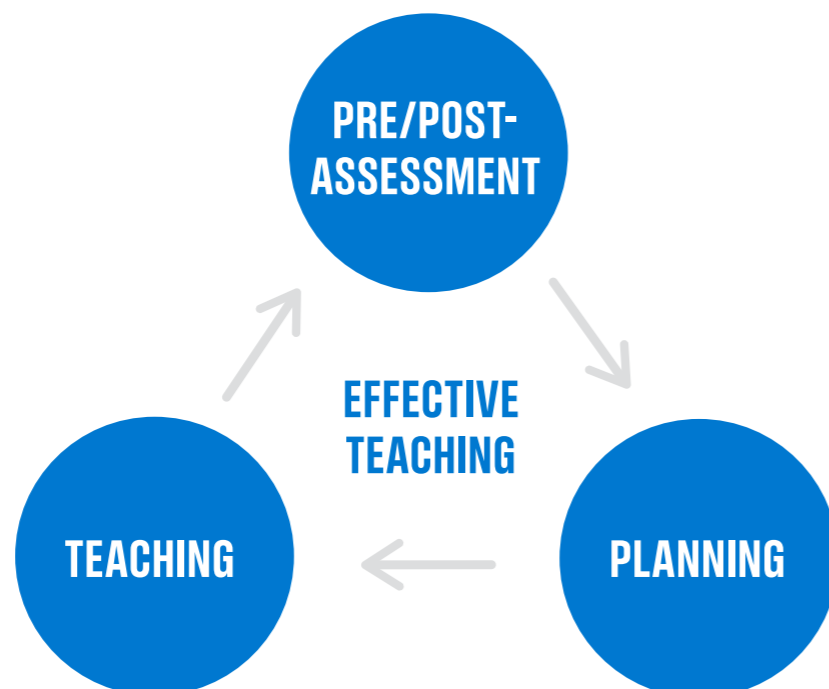 PRE/POST-
ASSESSMENT
EFFECTIVE
TEACHING
TEACHING
PLANNING